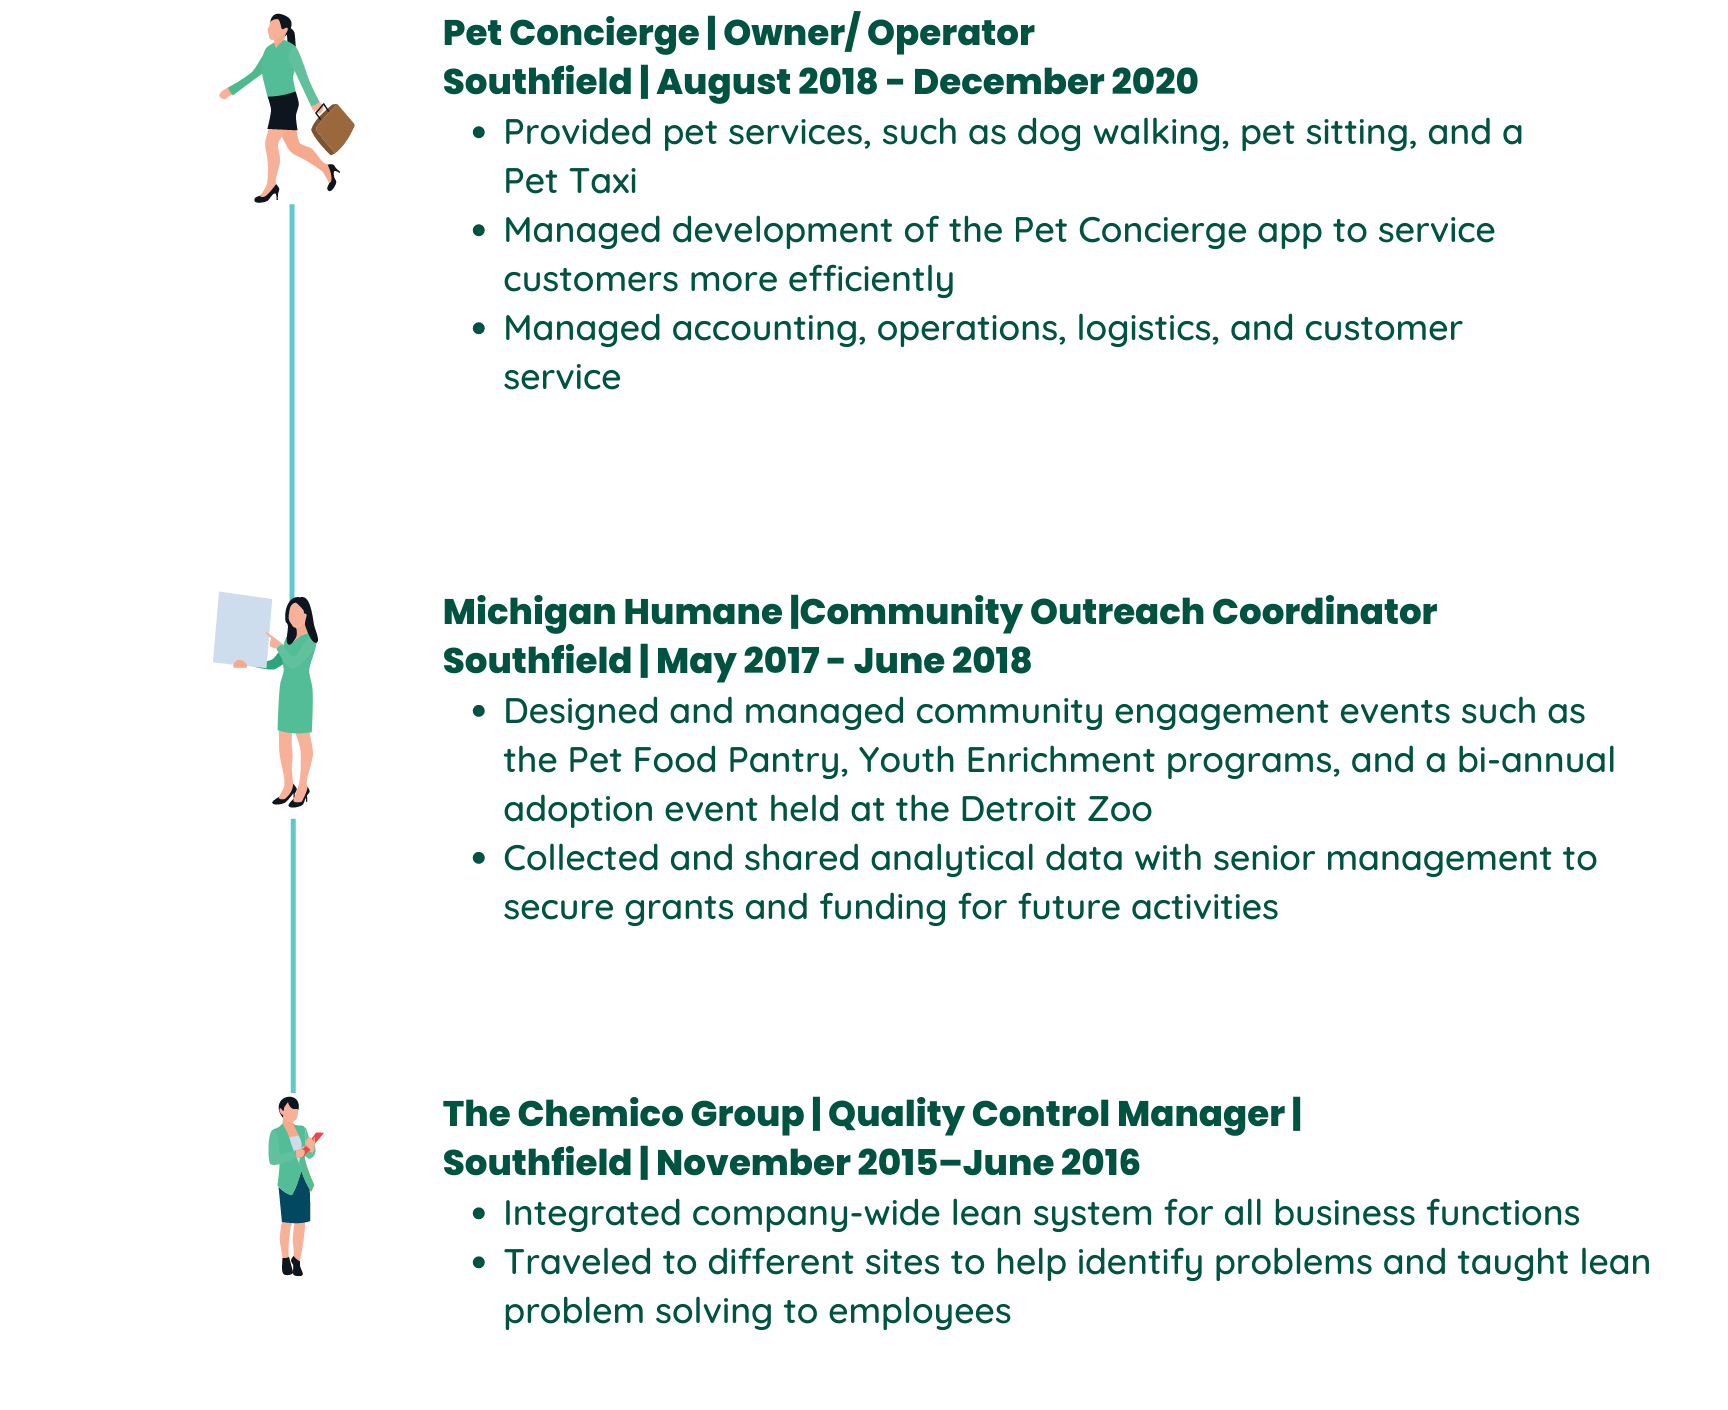 Pet Concierge | Owner/ Operator
Southfield | August 2018 - December 2020
• Provided pet services, such as dog walking, pet sitting, and a
Pet Taxi
• Managed development of the Pet Concierge app to service
customers more efficiently
• Managed accounting, operations, logistics, and customer
service
Michigan Humane |Community Outreach Coordinator
Southfield | May 2017 - June 2018
• Designed and managed community engagement events such as
the Pet Food Pantry, Youth Enrichment programs, and a bi-annual
adoption event held at the Detroit Zoo
• Collected and shared analytical data with senior management to
secure grants and funding for future activities
The Chemico Group | Quality Control Manager |
Southfield | November 2015–June 2016
• Integrated company-wide lean system for all business functions
• Traveled to different sites to help identify problems and taught lean
problem solving to employees